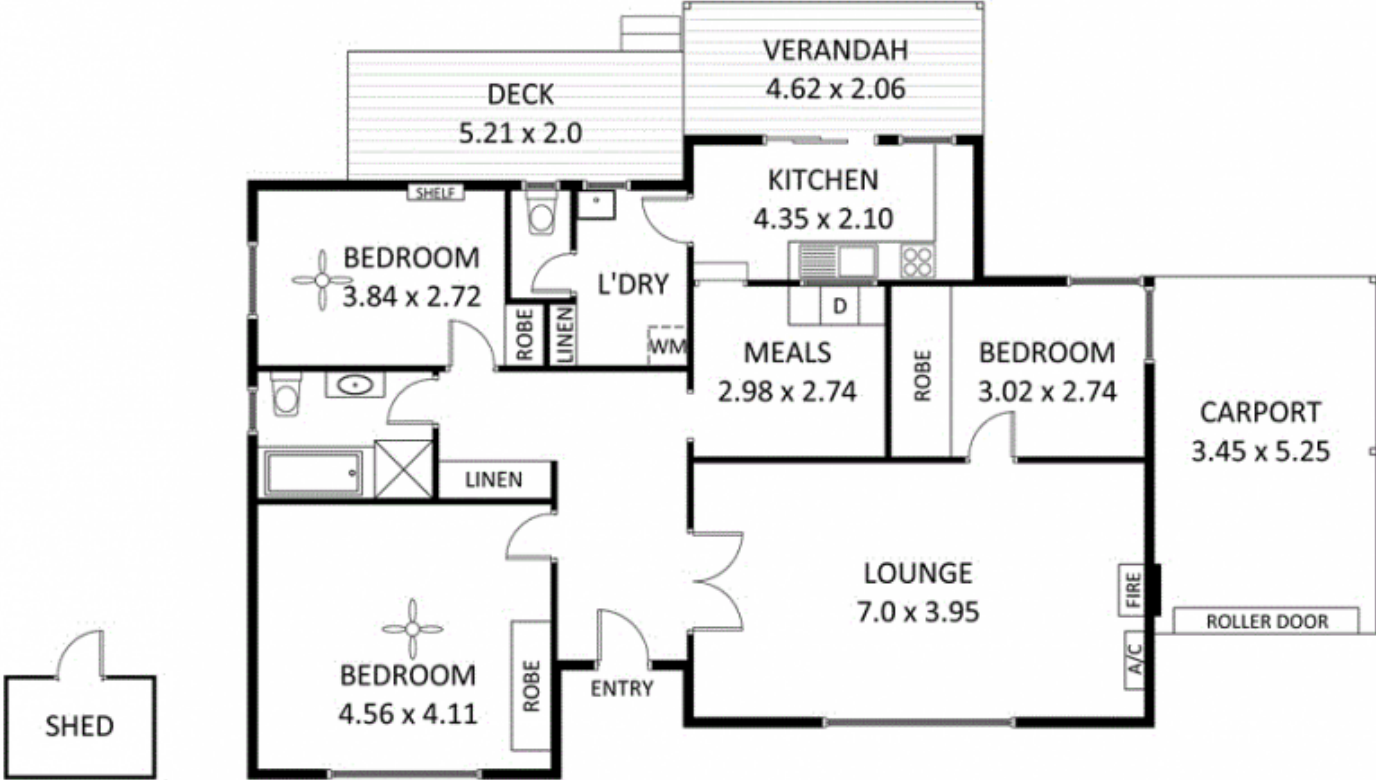 VERANDAH
4.62 x 2.06
DECK
5.21 x 2.0
KITCHEN
4.35 x 2.10
SHELF
BEDROOM
3.84 x 2.72
L'DRY
ROBE
LINEN
WM
D
MEALS
2.98 x 2.74
ROBE
BEDROOM
3.02 x 2.74
CARPORT
3.45 x 5.25
LINEN
LOUNGE
7.0 x 3.95
FIRE
ROLLER DOOR
A/C
BEDROOM
4.56 x 4.11
ROBE
ENTRY
SHED